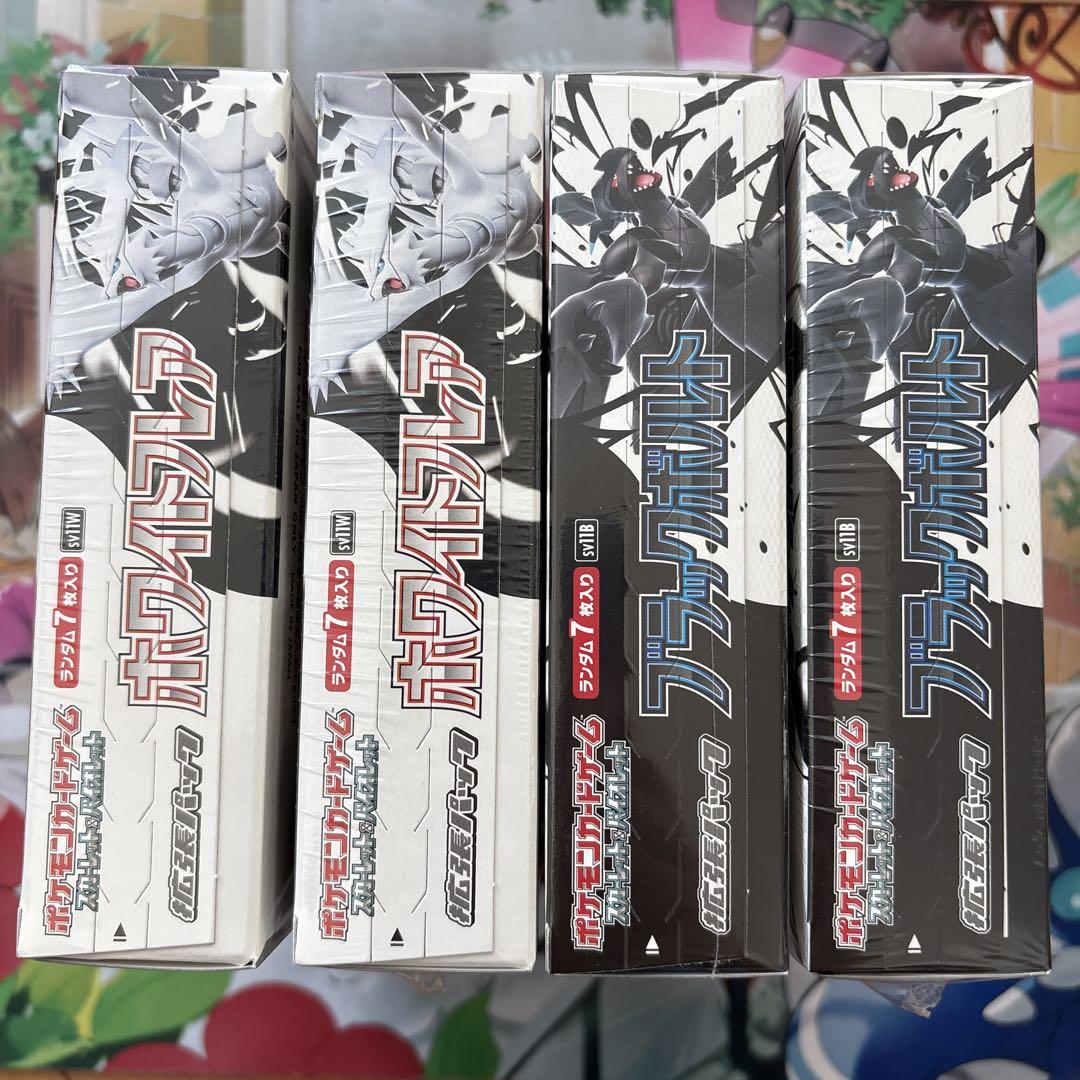 ポケモンカードゲーム
スカーレット&バイオレット
ランダム7枚入り
sv11W
ホワイトフレア
拡張パック
FOR SALE IN JAPAN ONLY
ポケモンカードゲーム
スカーレット&バイオレット
ランダム7枚入り
sv11W
ホワイトフレア
拡張パック
ポケモンカードゲーム
スカーレット&バイオレット
ランダム7枚入り
sv11B
ブラックボルト
拡張パック
ポケモンカードゲーム
スカーレット&バイオレット
ランダム7枚入り
sv11B
ブラックボルト
拡張パック